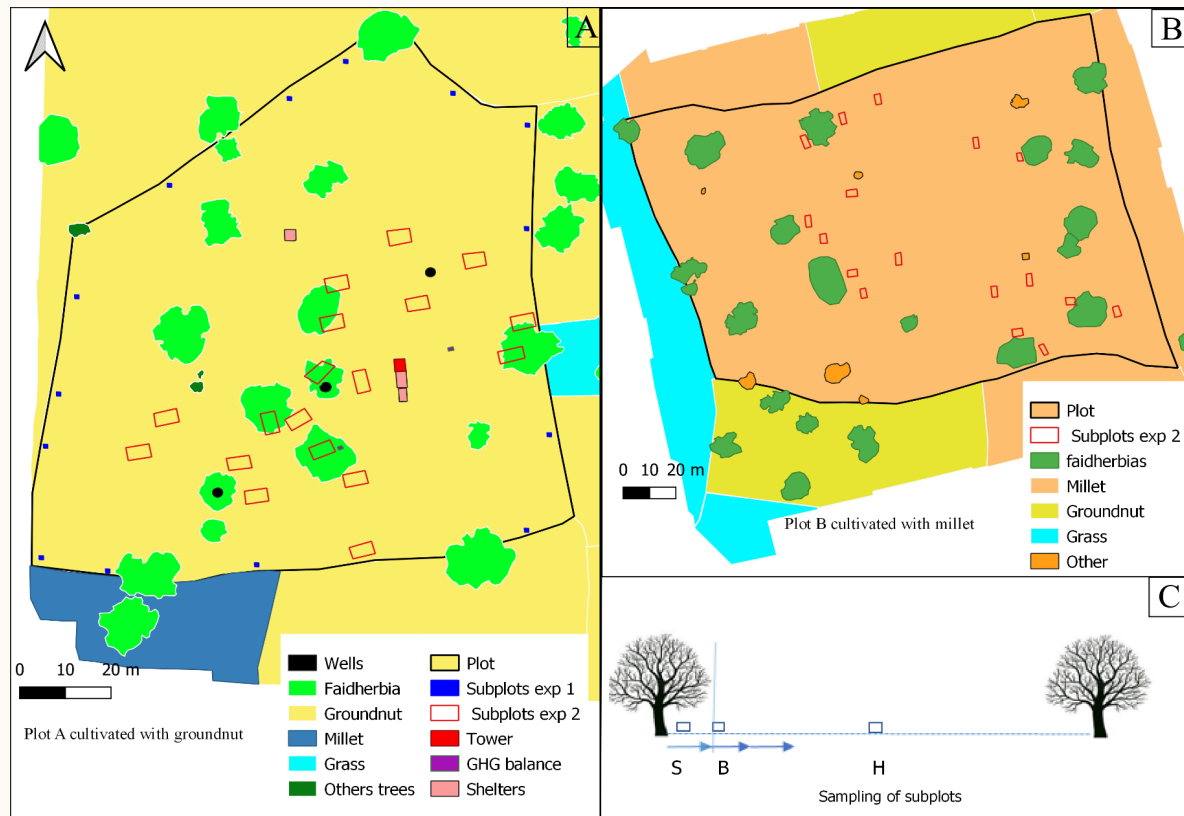 A
0 10 20 m
Plot A cultivated with groundnut
Wells
Faidherbia
Groundnut
Millet
Grass
Others trees
Plot
Subplots exp 1
Subplots exp 2
Tower
GHG balance
Shelters
B
0 10 20 m
Plot B cultivated with millet
Plot
Subplots exp 2
faidherbias
Millet
Groundnut
Grass
Other
C
S B H
Sampling of subplots